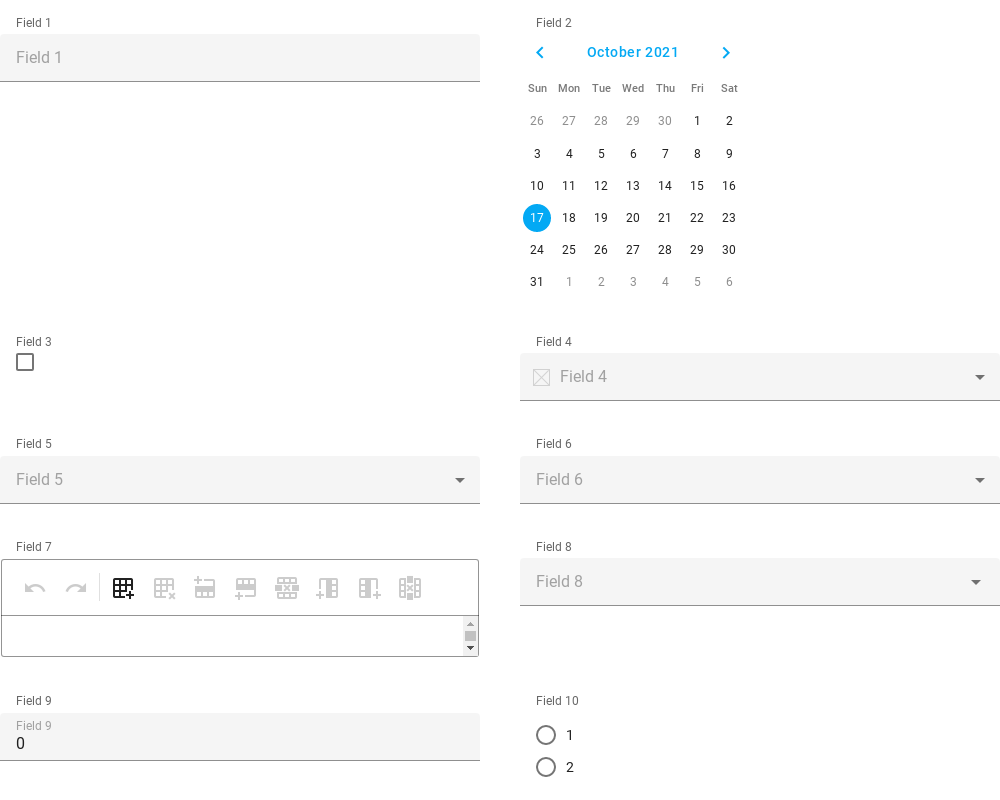 Field 1
Field 1
Field 2
October 2021
Sun Mon Tue Wed Thu Fri Sat
26 27 28 29 30 1 2
3 4 5 6 7 8 9
10 11 12 13 14 15 16
17 18 19 20 21 22 23
24 25 26 27 28 29 30
31 1 2 3 4 5 6
Field 3
Field 4
Field 4
Field 5
Field 5
Field 6
Field 6
Field 7
Field 8
Field 8
Field 9
Field 9
0
Field 10
1
2